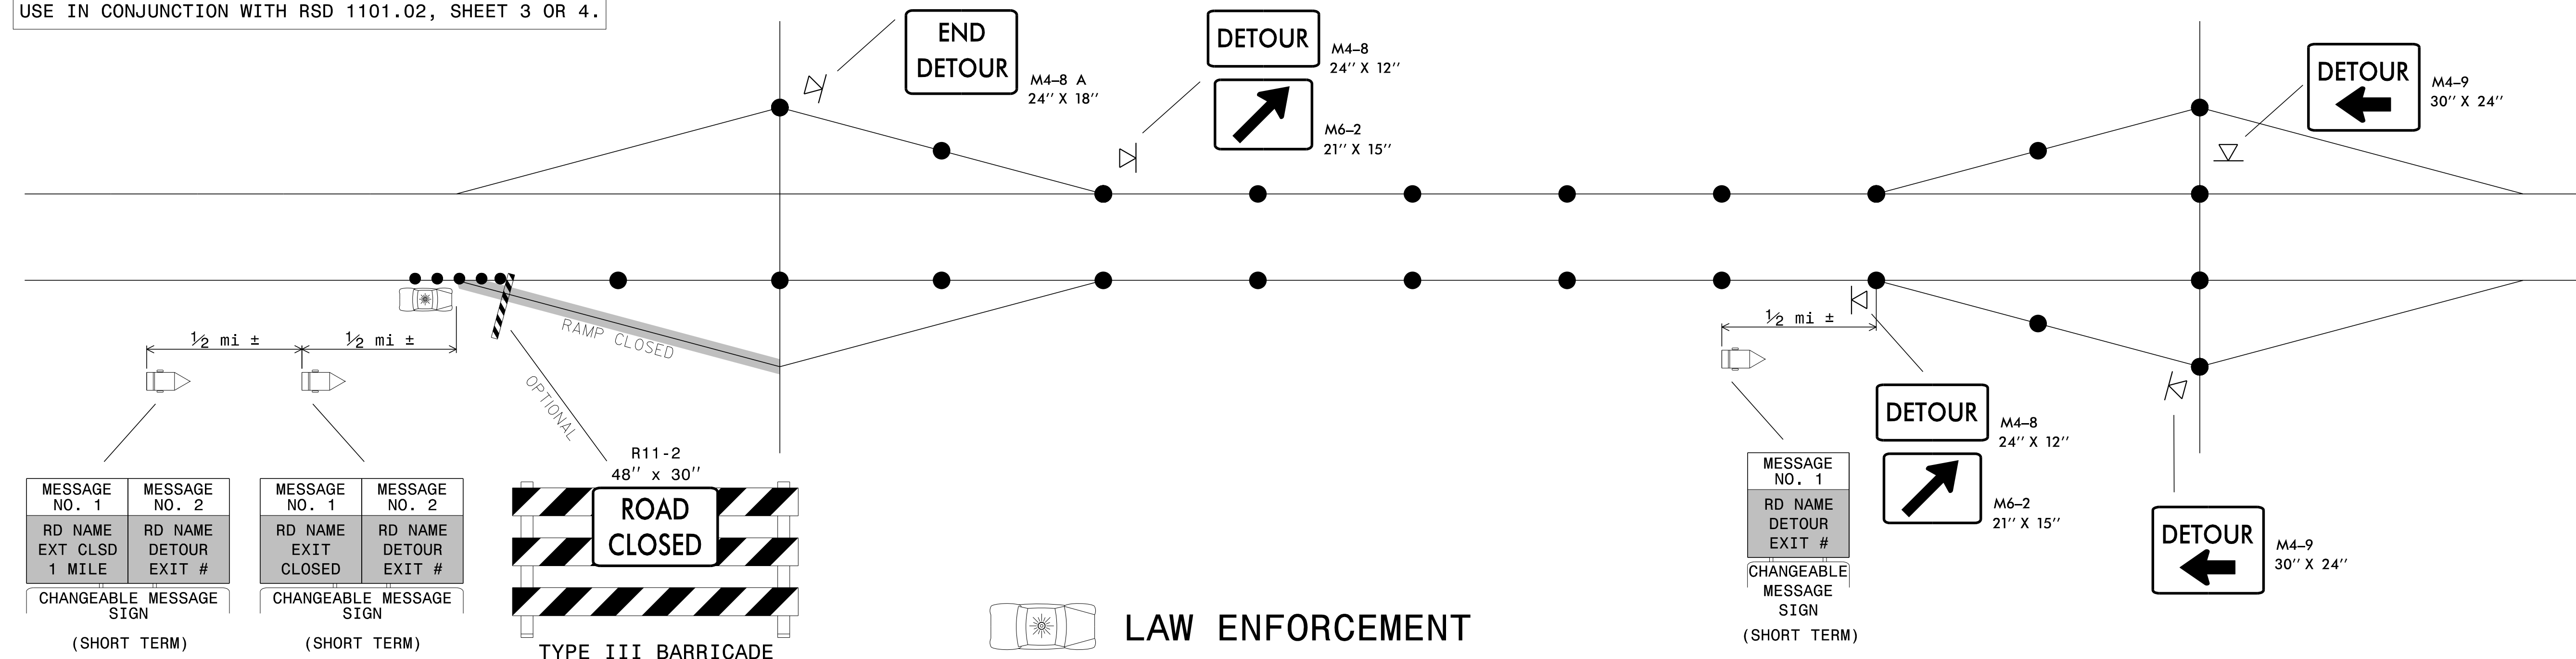 USE IN CONJUNCTION WITH RSD 1101.02, SHEET 3 OR 4.
END
DETOUR
M4-8 A
24'' X 18''
DETOUR
M4-8
24'' X 12''
M6-2
21'' X 15''
DETOUR
M4-9
30'' X 24''
1/2 mi ±
1/2 mi ±
RAMP CLOSED
OPTIONAL
1/2 mi ±
MESSAGE
NO. 1
RD NAME
EXT CLSD
1 MILE
MESSAGE
NO. 2
RD NAME
DETOUR
EXIT #
CHANGEABLE MESSAGE
SIGN
(SHORT TERM)
MESSAGE
NO. 1
RD NAME
EXIT
CLOSED
MESSAGE
NO. 2
RD NAME
DETOUR
EXIT #
CHANGEABLE MESSAGE
SIGN
(SHORT TERM)
R11-2
48'' x 30''
ROAD
CLOSED
TYPE III BARRICADE
LAW ENFORCEMENT
MESSAGE
NO. 1
RD NAME
DETOUR
EXIT #
CHANGEABLE
MESSAGE
SIGN
(SHORT TERM)
DETOUR
M4-8
24'' X 12''
M6-2
21'' X 15''
DETOUR
M4-9
30'' X 24''